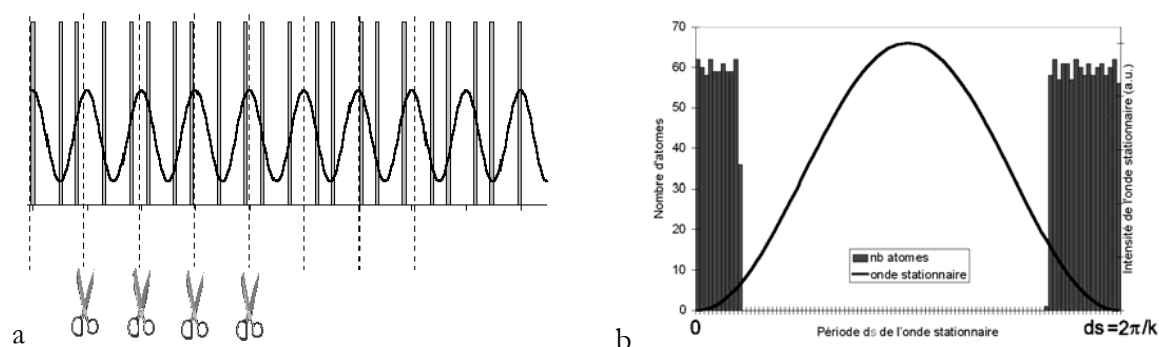 a
b
70
60
50
40
30
20
10
0
Nombre d'atomes
nb atomes
onde stationnaire
Intensité de l'onde stationnaire (a.u.)
0
Période ds de l'onde stationnaire
ds =2π/k